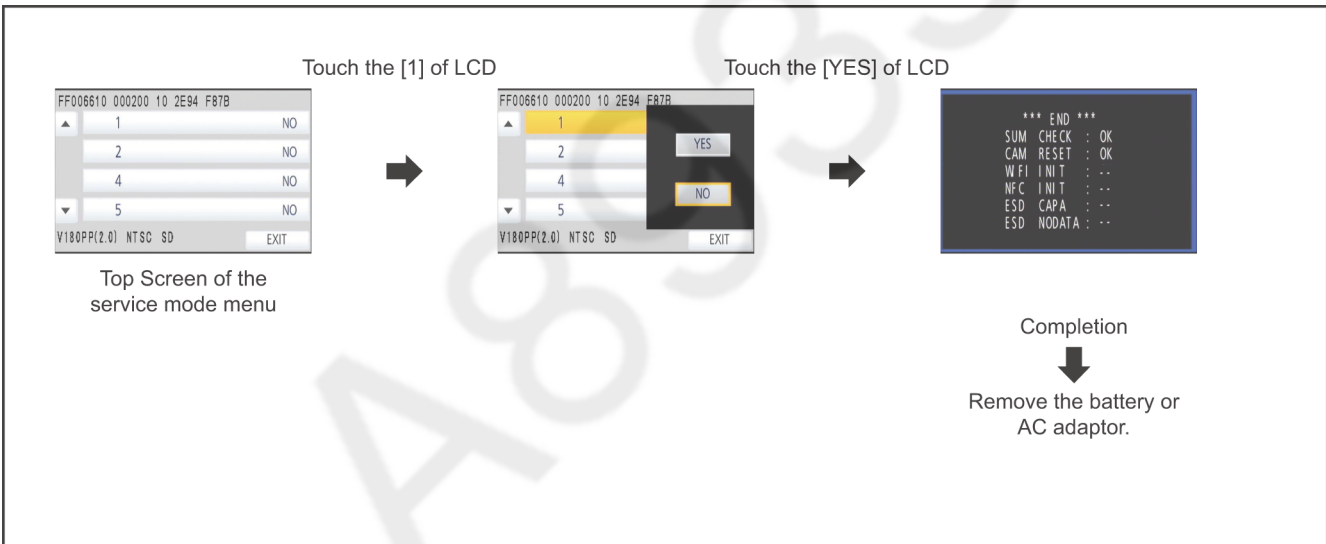 Touch the [1] of LCD
Touch the [YES] of LCD
FF006610 000200 10 2E94 F87B
1 NO
2 NO
4 NO
5 NO
V180PP(2.0) NTSC SD EXIT
Top Screen of the
service mode menu
FF006610 000200 10 2E94 F87B
1
YES
2
4
NO
5
V180PP(2.0) NTSC SD EXIT
*** END ***
SUM CHECK : OK
CAM RESET : OK
WFI INIT : --
NFC INIT : --
ESD CAPA : --
ESD NODATA : --
Completion
Remove the battery or
AC adaptor.